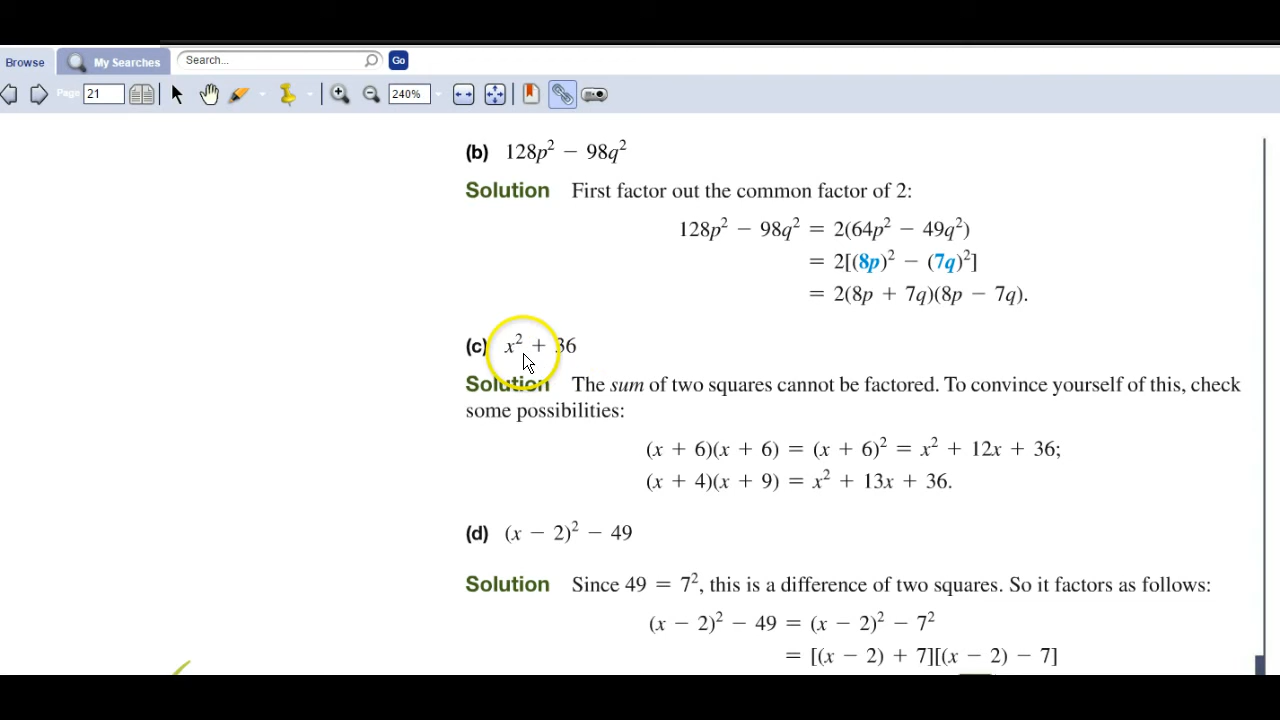 Browse My Searches Search... Go
Page 21 240%
(b) 128p² − 98q²
Solution First factor out the common factor of 2:
128p² − 98q² = 2(64p² − 49q²)
= 2[(8p)² − (7q)²]
= 2(8p + 7q)(8p − 7q).
(c) x² + 36
Solution The sum of two squares cannot be factored. To convince yourself of this, check
some possibilities:
(x + 6)(x + 6) = (x + 6)² = x² + 12x + 36;
(x + 4)(x + 9) = x² + 13x + 36.
(d) (x − 2)² − 49
Solution Since 49 = 7², this is a difference of two squares. So it factors as follows:
(x − 2)² − 49 = (x − 2)² − 7²
= [(x − 2) + 7][(x − 2) − 7]